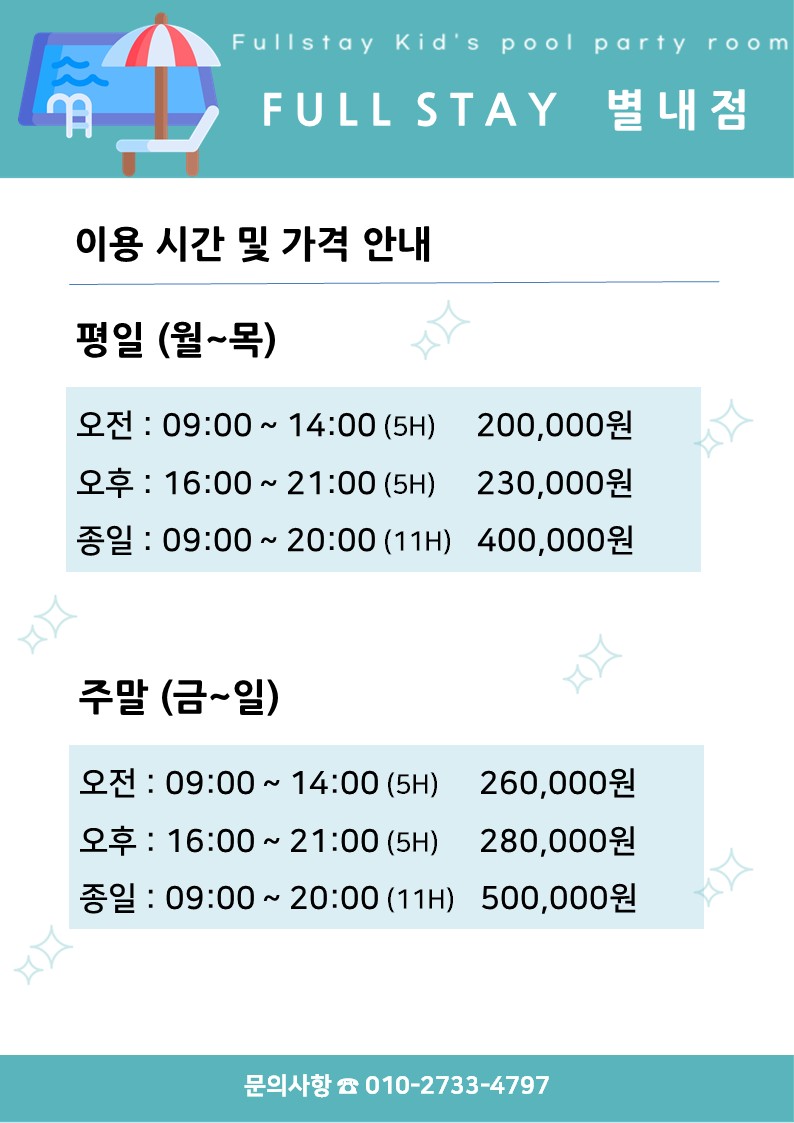 Fullstay Kid's pool party room
FULL STAY 별내점
이용 시간 및 가격 안내
평일 (월~목)
오전 : 09:00 ~ 14:00 (5H) 200,000원
오후 : 16:00 ~ 21:00 (5H) 230,000원
종일 : 09:00 ~ 20:00 (11H) 400,000원
주말 (금~일)
오전 : 09:00 ~ 14:00 (5H) 260,000원
오후 : 16:00 ~ 21:00 (5H) 280,000원
종일 : 09:00 ~ 20:00 (11H) 500,000원
문의사항 ☎ 010-2733-4797